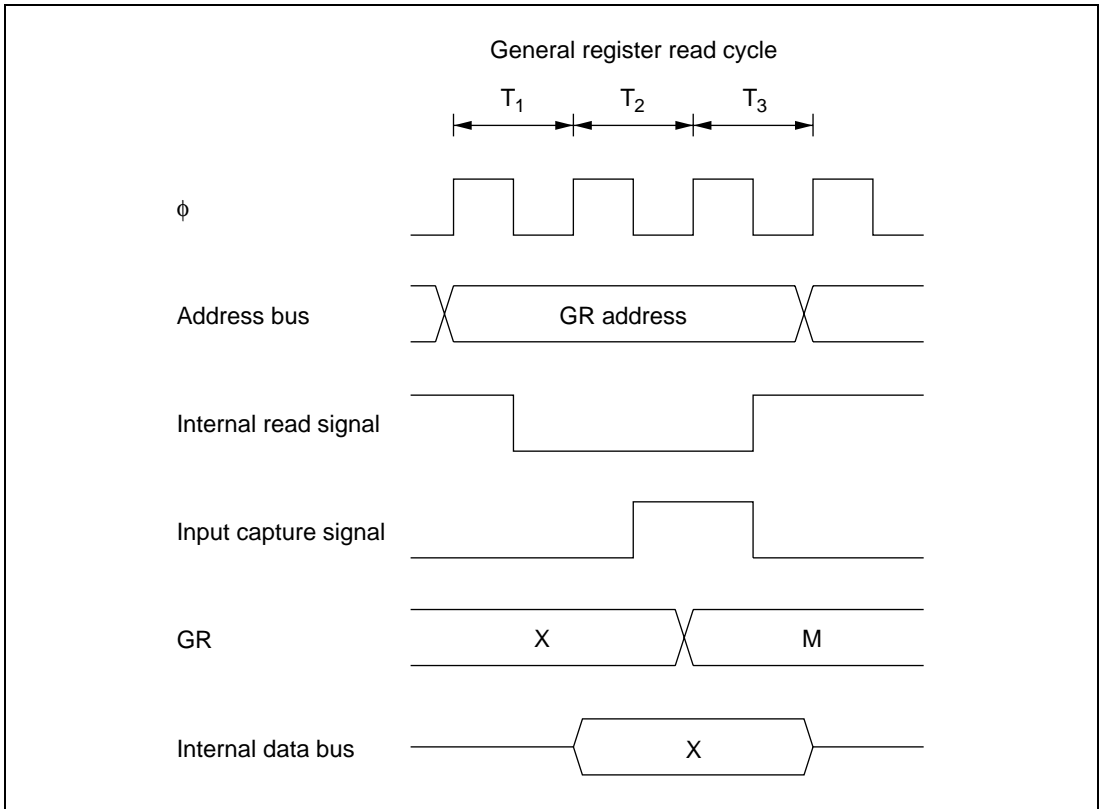 General register read cycle
T1 T2 T3
φ
Address bus GR address
Internal read signal
Input capture signal
GR X M
Internal data bus X